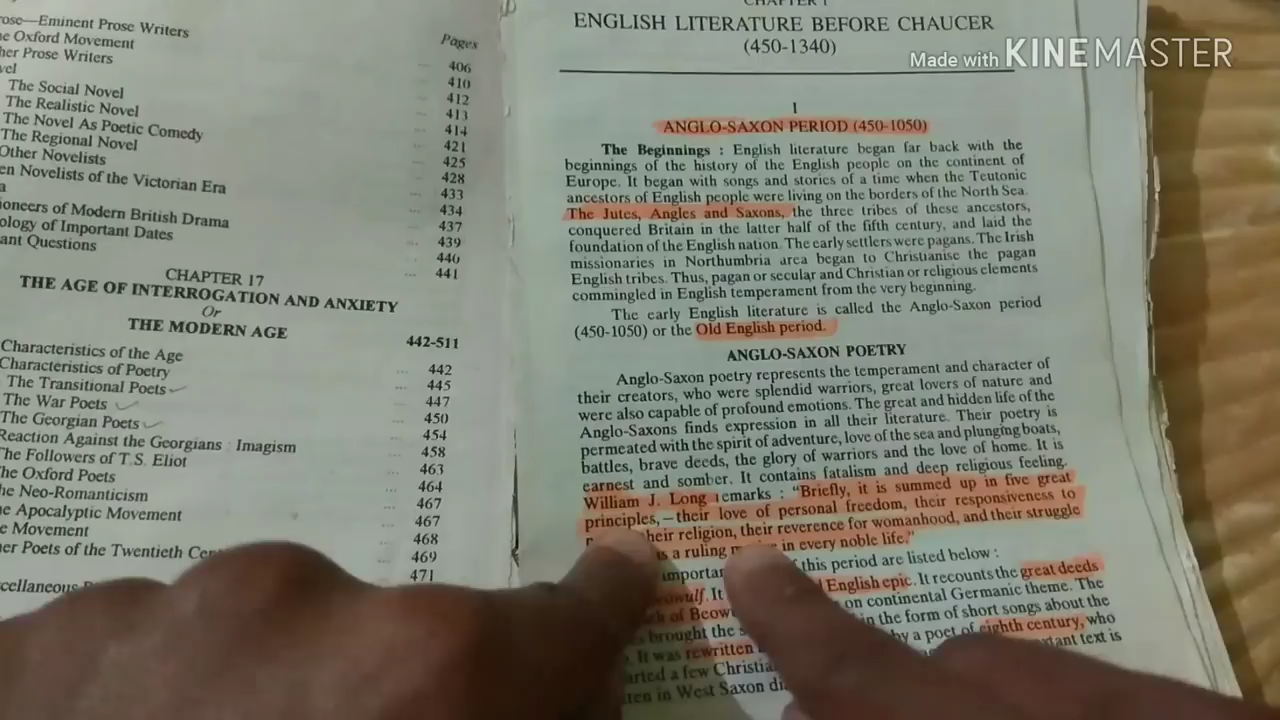 rose—Eminent Prose Writers
e Oxford Movement
her Prose Writers
vel
The Social Novel
The Realistic Novel
The Novel As Poetic Comedy
The Regional Novel
Other Novelists
en Novelists of the Victorian Era
a
ioneers of Modern British Drama
ology of Important Dates
ant Questions
Pages
406
410
412
413
414
421
425
428
433
434
437
439
440
441
CHAPTER 17
THE AGE OF INTERROGATION AND ANXIETY
Or
THE MODERN AGE 442-511
Characteristics of the Age
Characteristics of Poetry 442
The Transitional Poets 445
The War Poets 447
The Georgian Poets 450
Reaction Against the Georgians : Imagism 454
The Followers of T.S. Eliot 458
he Oxford Poets 463
he Neo-Romanticism 464
he Apocalyptic Movement 467
e Movement 467
er Poets of the Twentieth Cen 468
469
scellaneous 471
CHAPTER 1
ENGLISH LITERATURE BEFORE CHAUCER
(450-1340)
Made with KINEMASTER
I
ANGLO-SAXON PERIOD (450-1050)
The Beginnings : English literature began far back with the
beginnings of the history of the English people on the continent of
Europe. It began with songs and stories of a time when the Teutonic
ancestors of English people were living on the borders of the North Sea.
The Jutes, Angles and Saxons, the three tribes of these ancestors,
conquered Britain in the latter half of the fifth century, and laid the
foundation of the English nation. The early settlers were pagans. The Irish
missionaries in Northumbria area began to Christianise the pagan
English tribes. Thus, pagan or secular and Christian or religious elements
commingled in English temperament from the very beginning.
The early English literature is called the Anglo-Saxon period
(450-1050) or the Old English period.
ANGLO-SAXON POETRY
Anglo-Saxon poetry represents the temperament and character of
their creators, who were splendid warriors, great lovers of nature and
were also capable of profound emotions. The great and hidden life of the
Anglo-Saxons finds expression in all their literature. Their poetry is
permeated with the spirit of adventure, love of the sea and plunging boats,
battles, brave deeds, the glory of warriors and the love of home. It is
earnest and somber. It contains fatalism and deep religious feeling.
William J. Long remarks : “Briefly, it is summed up in five great
principles,—their love of personal freedom, their responsiveness to
heir religion, their reverence for womanhood, and their struggle
s a ruling in every noble life.”
importan this period are listed below :
owulf. It English epic. It recounts the great deeds
of Beow on continental Germanic theme. The
brought the s in the form of short songs about the
. It was rewritten by a poet of eighth century, who
arted a few Christia tant text is
ten in West Saxon di